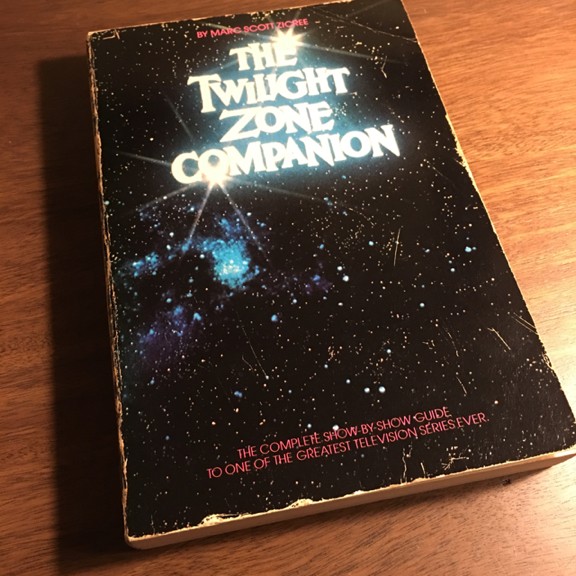 BY MARC SCOTT ZICREE
THE
TWILIGHT
ZONE
COMPANION
THE COMPLETE SHOW-BY-SHOW GUIDE
TO ONE OF THE GREATEST TELEVISION SERIES EVER.